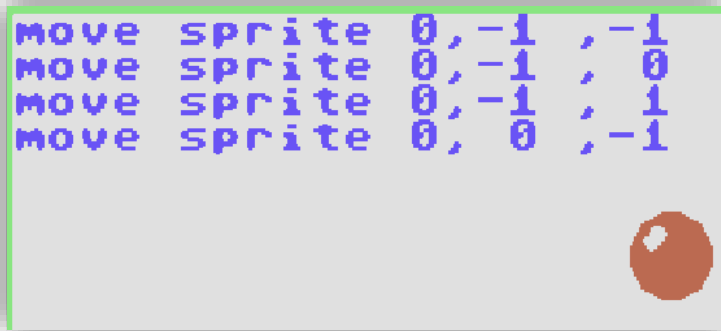 move sprite 0,-1 ,-1
move sprite 0,-1 , 0
move sprite 0,-1 , 1
move sprite 0, 0 ,-1